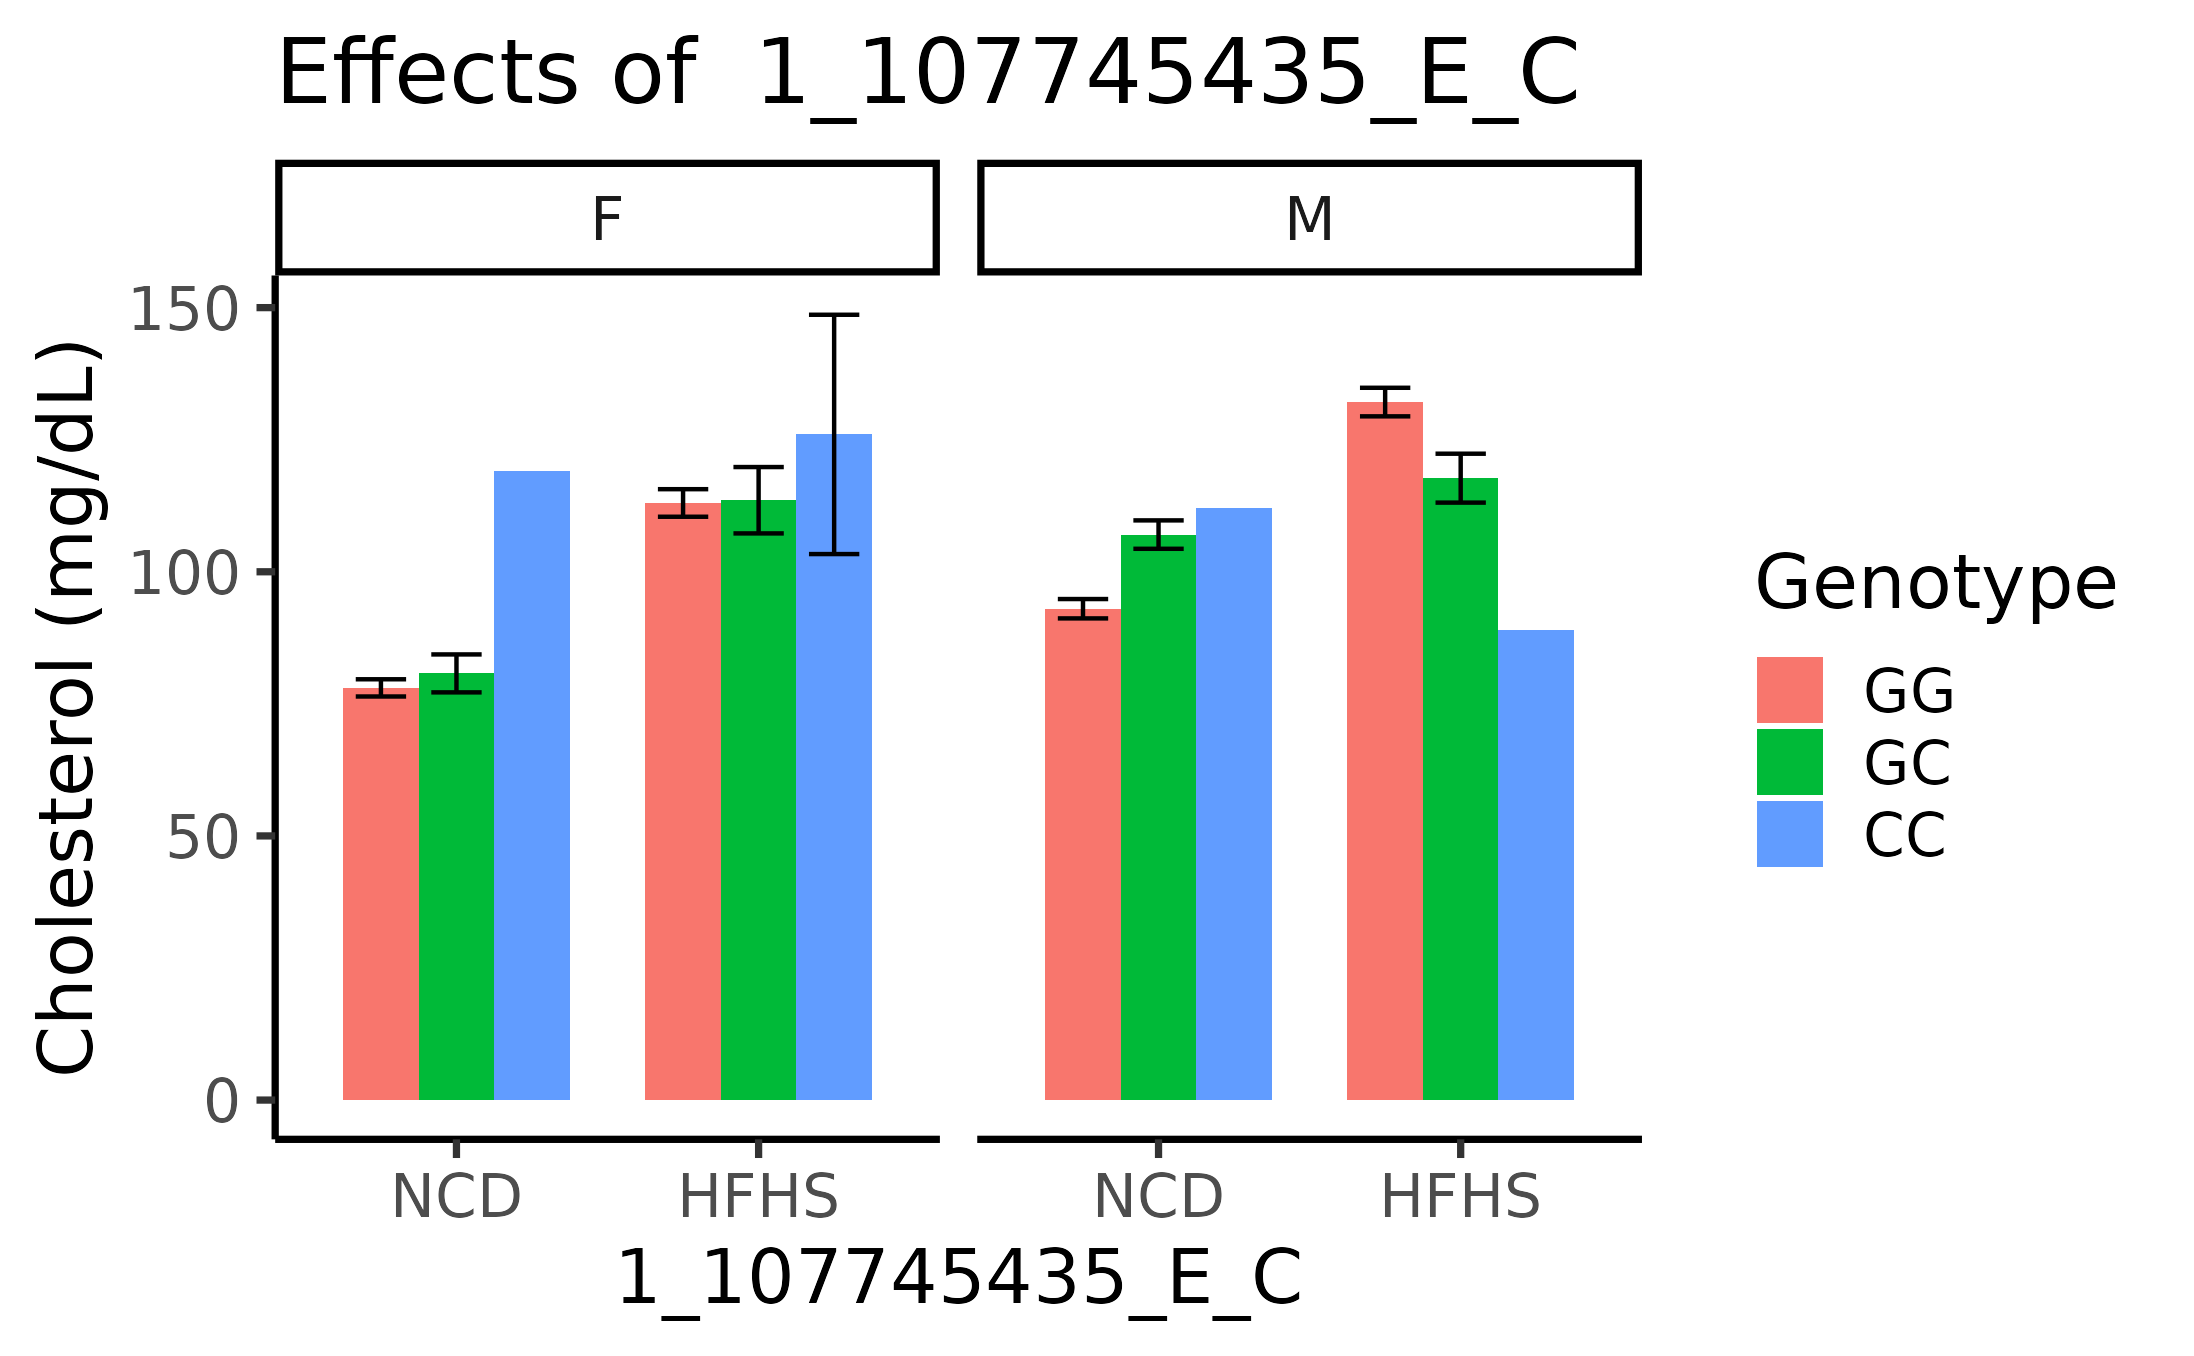 Effects of  1_107745435_E_C
F
M
Cholesterol (mg/dL)
150
100
50
0
NCD
HFHS
NCD
HFHS
1_107745435_E_C
Genotype
GG
GC
CC